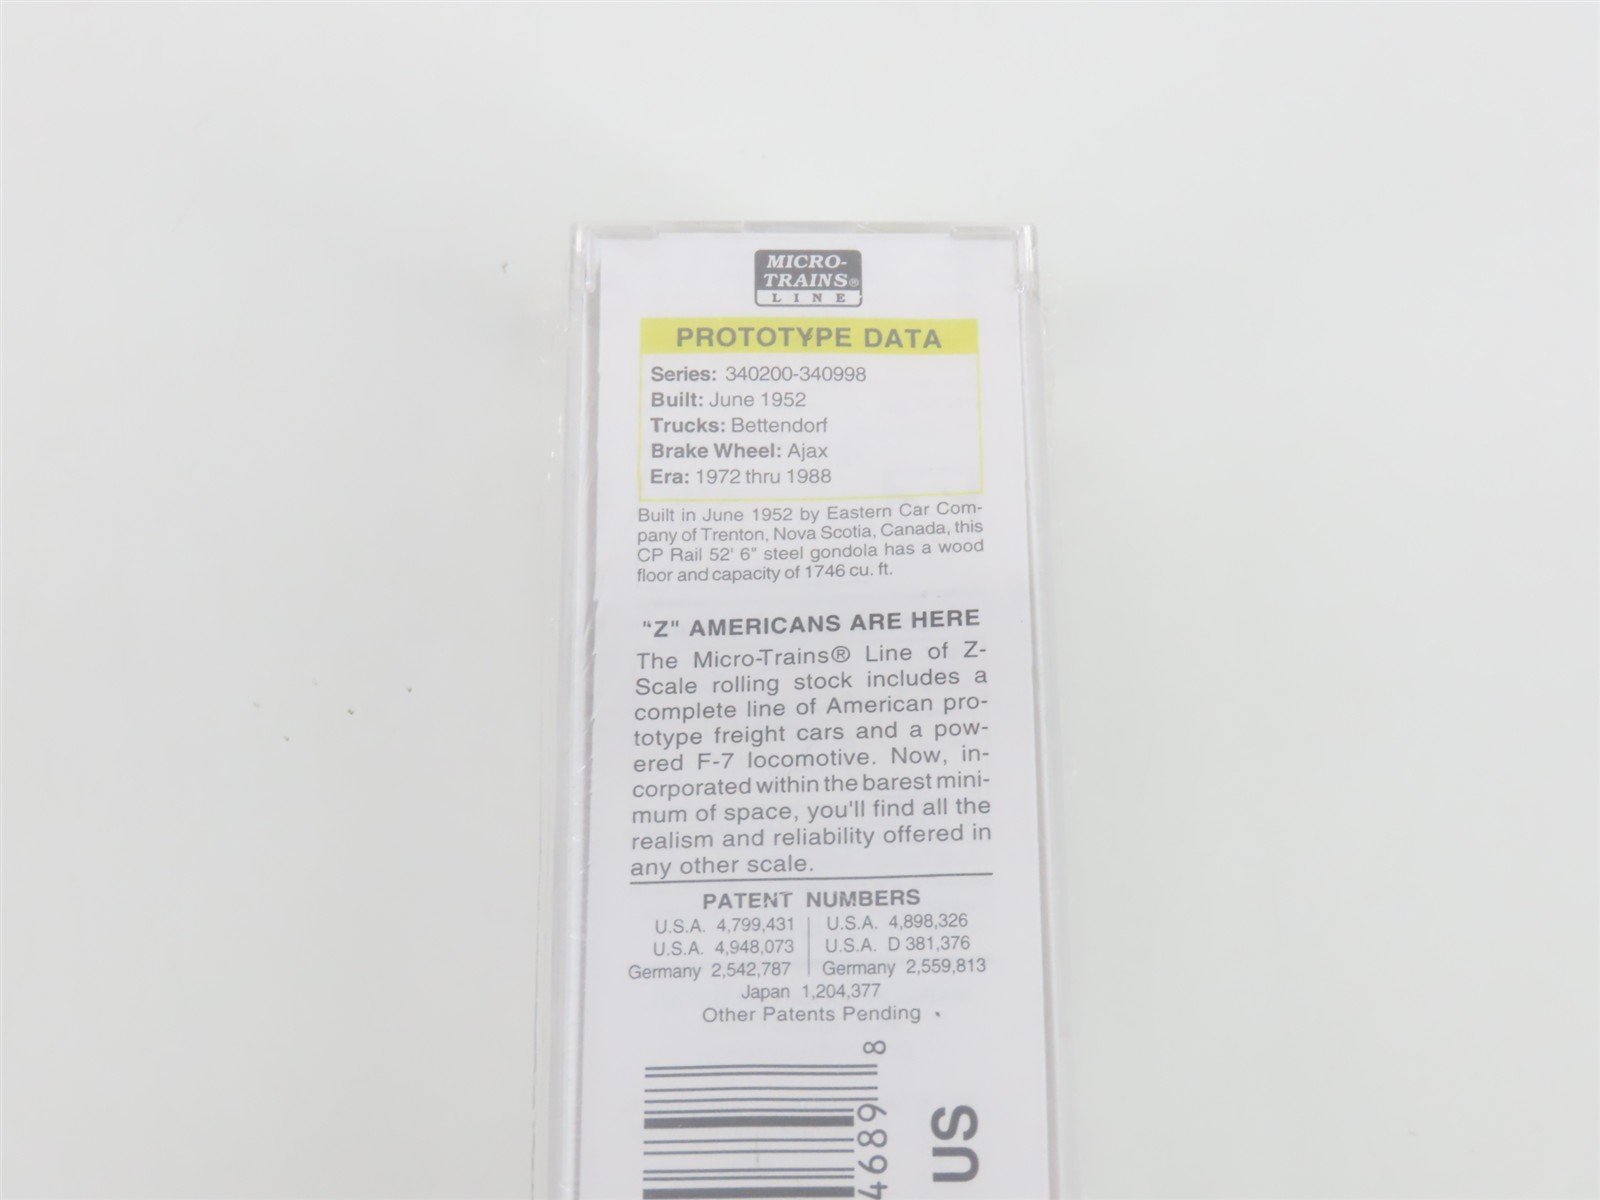 MICRO-
TRAINS®
LINE
PROTOTYPE DATA
Series: 340200-340998
Built: June 1952
Trucks: Bettendorf
Brake Wheel: Ajax
Era: 1972 thru 1988
Built in June 1952 by Eastern Car Com-
pany of Trenton, Nova Scotia, Canada, this
CP Rail 52' 6" steel gondola has a wood
floor and capacity of 1746 cu. ft.
"Z" AMERICANS ARE HERE
The Micro-Trains® Line of Z-
Scale rolling stock includes a
complete line of American pro-
totype freight cars and a pow-
ered F-7 locomotive. Now, in-
corporated within the barest mini-
mum of space, you'll find all the
realism and reliability offered in
any other scale.
PATENT NUMBERS
U.S.A. 4,799,431 | U.S.A. 4,898,326
U.S.A. 4,948,073 | U.S.A. D 381,376
Germany 2,542,787 | Germany 2,559,813
Japan 1,204,377
Other Patents Pending
4689 8
US